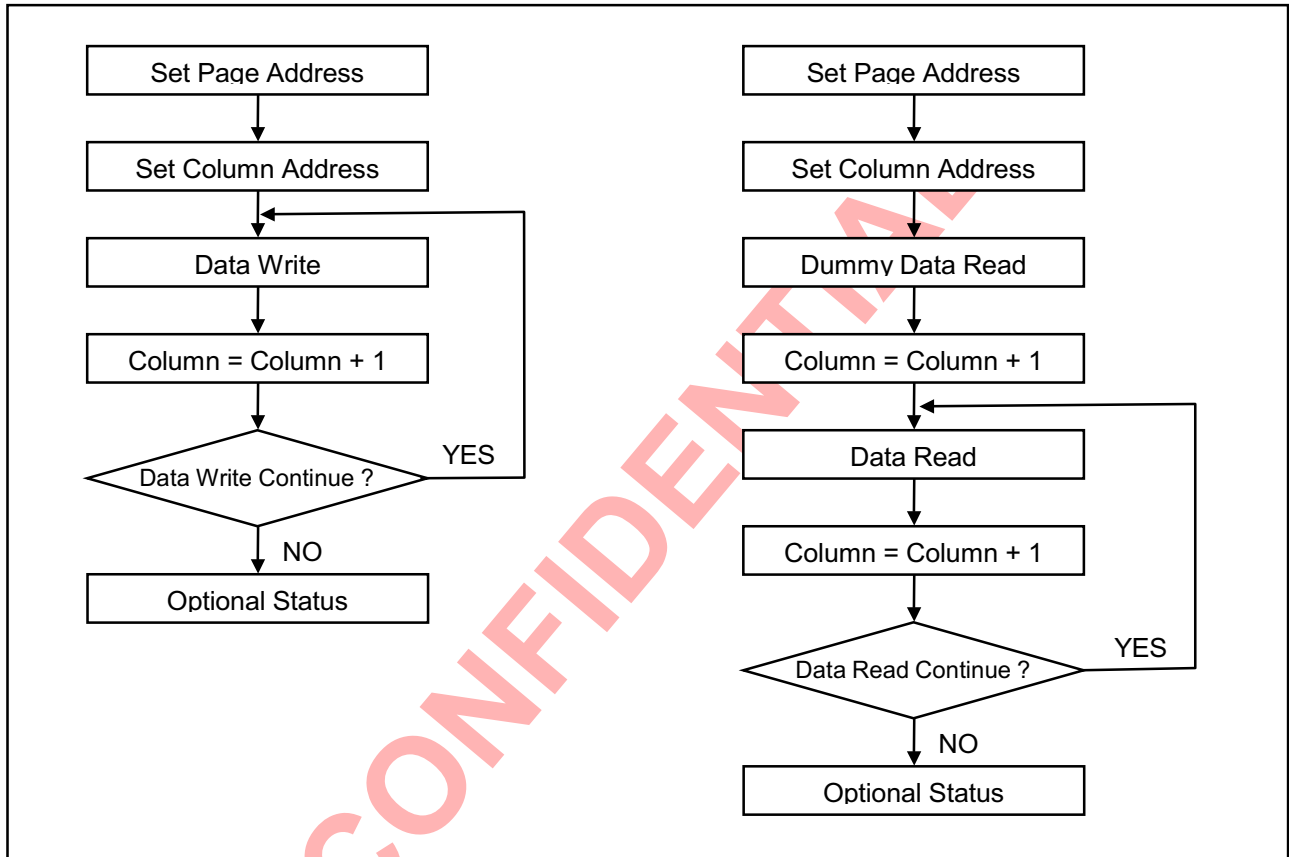 Set Page Address
Set Column Address
Data Write
Column = Column + 1
Data Write Continue ?
YES
NO
Optional Status
Set Page Address
Set Column Address
Dummy Data Read
Column = Column + 1
Data Read
Column = Column + 1
Data Read Continue ?
YES
NO
Optional Status
CONFIDENTIAL